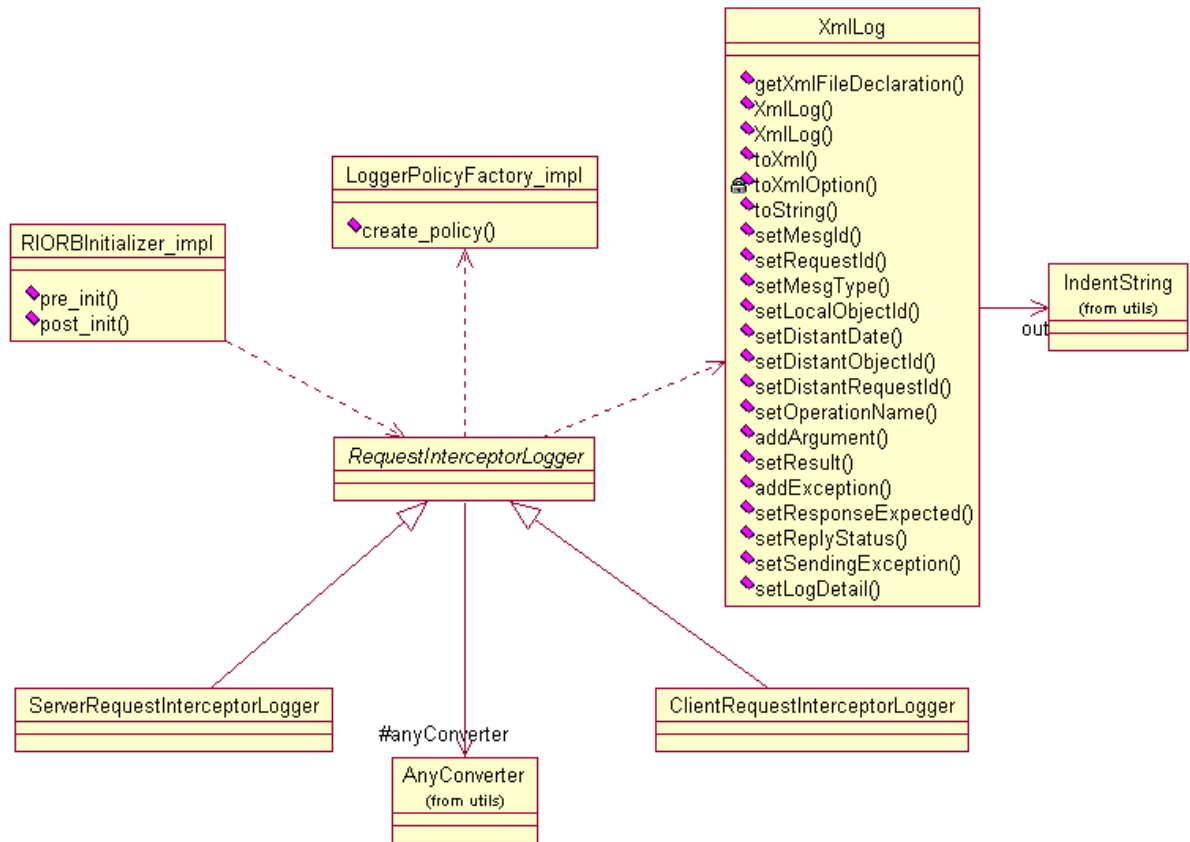 XmlLog
getXmlFileDeclaration()
XmlLog()
XmlLog()
toXml()
toXmlOption()
toString()
setMesgId()
setRequestId()
setMesgType()
setLocalObjectId()
setDistantDate()
setDistantObjectId()
setDistantRequestId()
setOperationName()
addArgument()
setResult()
addException()
setResponseExpected()
setReplyStatus()
setSendingException()
setLogDetail()
LoggerPolicyFactory_impl
create_policy()
RIORBInitializer_impl
pre_init()
post_init()
IndentString
(from utils)
out
RequestInterceptorLogger
ServerRequestInterceptorLogger
ClientRequestInterceptorLogger
#anyConverter
AnyConverter
(from utils)